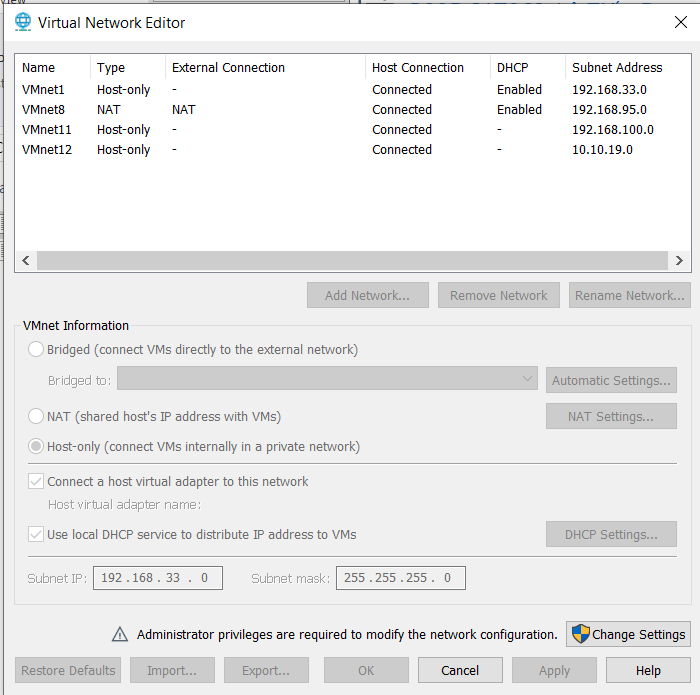 Virtual Network Editor
Name Type External Connection Host Connection DHCP Subnet Address
VMnet1 Host-only - Connected Enabled 192.168.33.0
VMnet8 NAT NAT Connected Enabled 192.168.95.0
VMnet11 Host-only - Connected - 192.168.100.0
VMnet12 Host-only - Connected - 10.10.19.0
Add Network... Remove Network Rename Network...
VMnet Information
Bridged (connect VMs directly to the external network)
Bridged to: Automatic Settings...
NAT (shared host's IP address with VMs) NAT Settings...
Host-only (connect VMs internally in a private network)
Connect a host virtual adapter to this network
Host virtual adapter name:
Use local DHCP service to distribute IP address to VMs DHCP Settings...
Subnet IP: 192 . 168 . 33 . 0 Subnet mask: 255 . 255 . 255 . 0
Administrator privileges are required to modify the network configuration. Change Settings
Restore Defaults Import... Export... OK Cancel Apply Help